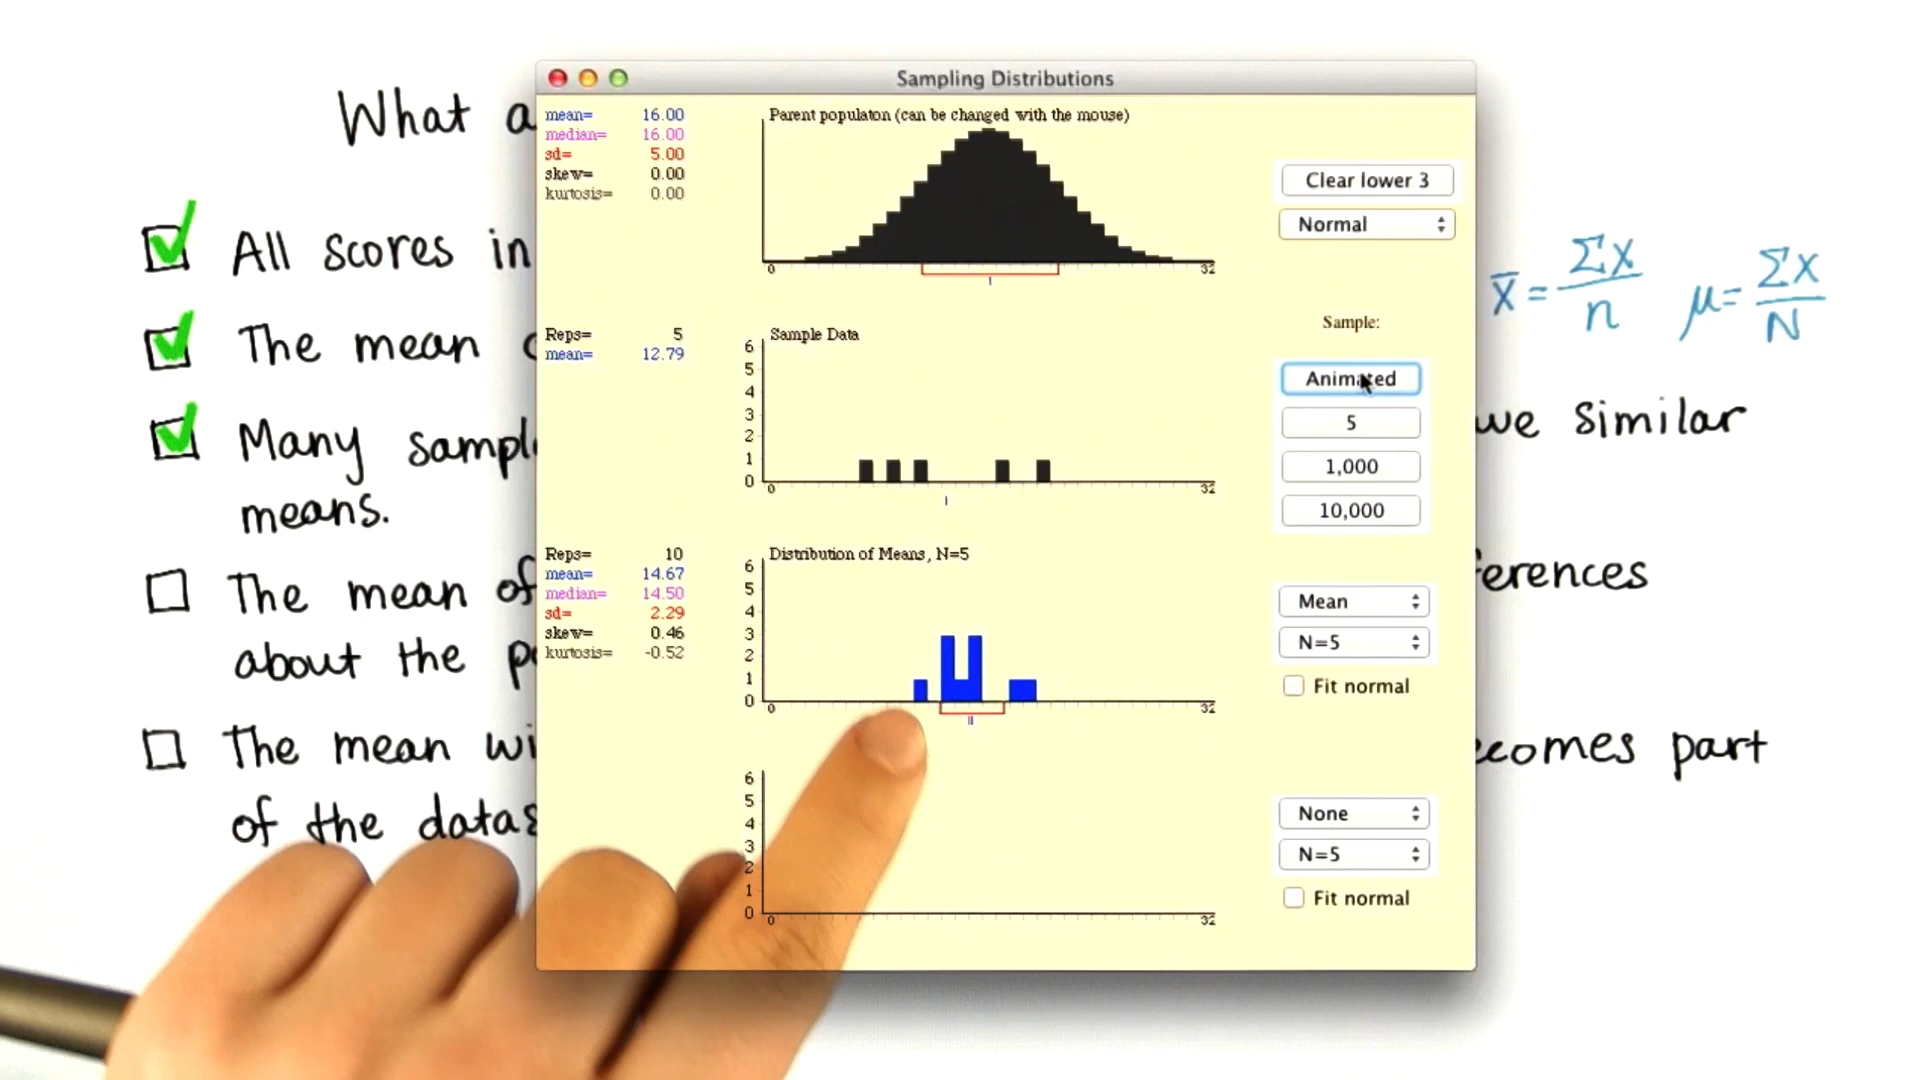 What a
All scores in
The mean
Many sampl we similar
means.
The mean of ferences
about the p
The mean wi ecomes part
of the datas
X̄ = ΣX / n μ = ΣX / N
Sampling Distributions
mean= 16.00
median= 16.00
sd= 5.00
skew= 0.00
kurtosis= 0.00
Parent populaton (can be changed with the mouse)
0 32
Clear lower 3
Normal
Reps= 5
mean= 12.79
Sample Data
6
5
4
3
2
1
0
0 32
Sample:
Animated
5
1,000
10,000
Reps= 10
mean= 14.67
median= 14.50
sd= 2.29
skew= 0.46
kurtosis= -0.52
Distribution of Means, N=5
6
5
4
3
2
1
0
0 32
Mean
N=5
Fit normal
6
5
4
3
2
1
0
0 32
None
N=5
Fit normal